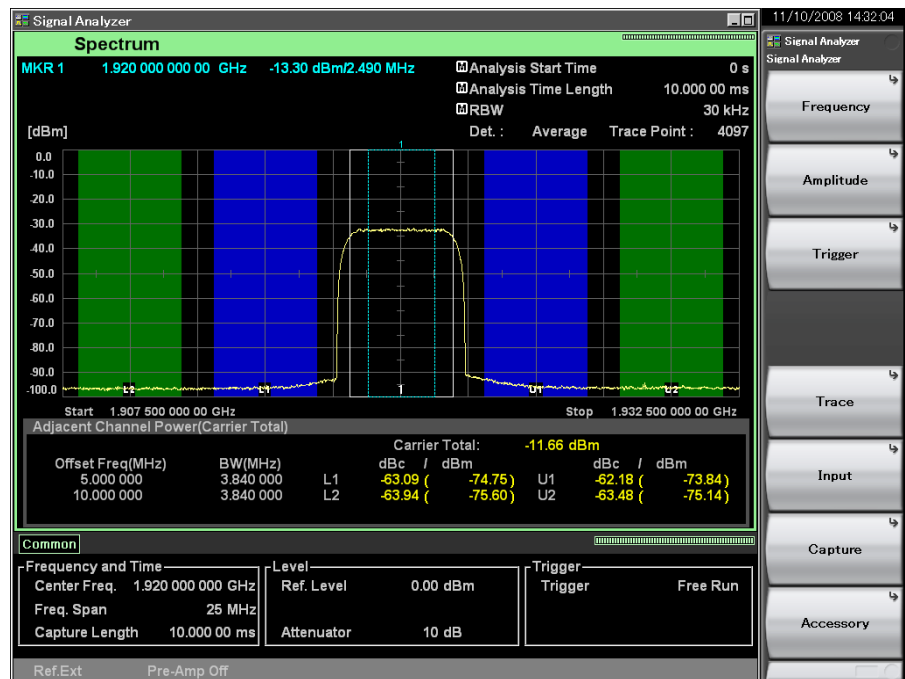 Signal Analyzer
11/10/2008 14:32:04
Spectrum
MKR 1 1.920 000 000 00 GHz -13.30 dBm/2.490 MHz
M Analysis Start Time 0 s
M Analysis Time Length 10.000 00 ms
M RBW 30 kHz
[dBm]
Det. : Average Trace Point : 4097
1
0.0
-10.0
-20.0
-30.0
-40.0
-50.0
-60.0
-70.0
-80.0
-90.0
-100.0
L2 L1 1 U1 U2
Start 1.907 500 000 00 GHz Stop 1.932 500 000 00 GHz
Adjacent Channel Power(Carrier Total)
Carrier Total: -11.66 dBm
Offset Freq(MHz) BW(MHz) dBc / dBm dBc / dBm
5.000 000 3.840 000 L1 -63.09 ( -74.75 ) U1 -62.18 ( -73.84 )
10.000 000 3.840 000 L2 -63.94 ( -75.60 ) U2 -63.48 ( -75.14 )
Common
Frequency and Time
Center Freq. 1.920 000 000 GHz
Freq. Span 25 MHz
Capture Length 10.000 00 ms
Level
Ref. Level 0.00 dBm
Attenuator 10 dB
Trigger
Trigger Free Run
Ref.Ext Pre-Amp Off
Signal Analyzer
Signal Analyzer
Frequency
Amplitude
Trigger
Trace
Input
Capture
Accessory